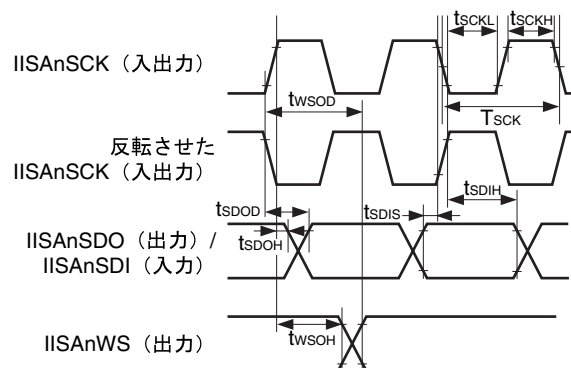 tSCKL
tSCKH
IISAnSCK（入出力）
tWSOD
TSCK
反転させた
IISAnSCK（入出力）
tSDIH
tSDOD
tSDIS
IISAnSDO（出力）/
tSDOH
IISAnSDI（入力）
tWSOH
IISAnWS（出力）